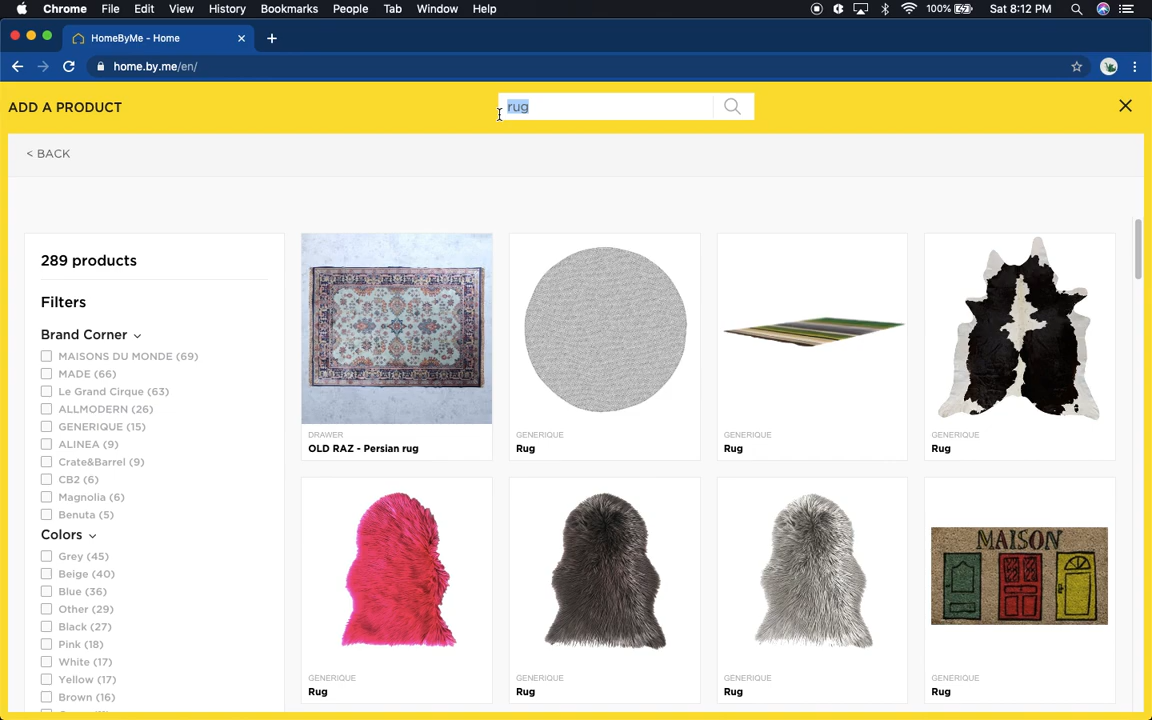 Chrome File Edit View History Bookmarks People Tab Window Help 100% Sat 8:12 PM
HomeByMe - Home
home.by.me/en/
ADD A PRODUCT
rug
< BACK
289 products
Filters
Brand Corner
MAISONS DU MONDE (69)
MADE (66)
Le Grand Cirque (63)
ALLMODERN (26)
GENERIQUE (15)
ALINEA (9)
Crate&Barrel (9)
CB2 (6)
Magnolia (6)
Benuta (5)
Colors
Grey (45)
Beige (40)
Blue (36)
Other (29)
Black (27)
Pink (18)
White (17)
Yellow (17)
Brown (16)
DRAWER
OLD RAZ - Persian rug
GENERIQUE
Rug
GENERIQUE
Rug
GENERIQUE
Rug
GENERIQUE
Rug
GENERIQUE
Rug
GENERIQUE
Rug
MAISON
GENERIQUE
Rug